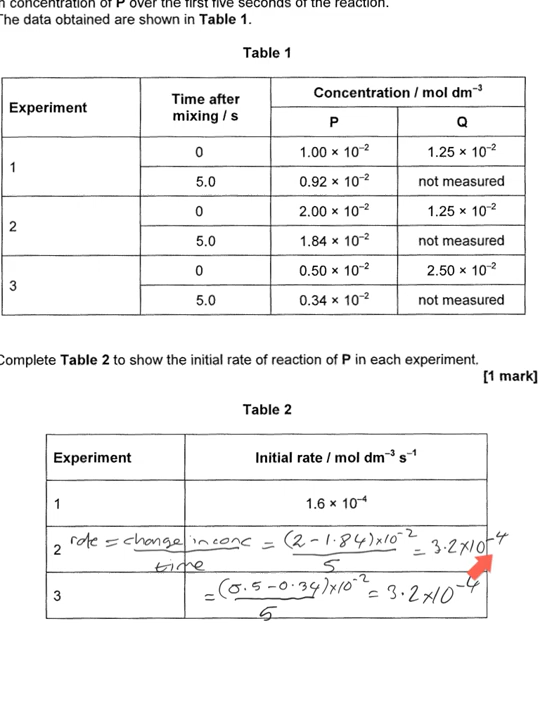 n concentration of P over the first five seconds of the reaction.
The data obtained are shown in Table 1.
Table 1
Experiment
Time after mixing / s
Concentration / mol dm⁻³
P
Q
1
0
1.00 × 10⁻²
1.25 × 10⁻²
5.0
0.92 × 10⁻²
not measured
2
0
2.00 × 10⁻²
1.25 × 10⁻²
5.0
1.84 × 10⁻²
not measured
3
0
0.50 × 10⁻²
2.50 × 10⁻²
5.0
0.34 × 10⁻²
not measured
Complete Table 2 to show the initial rate of reaction of P in each experiment.
[1 mark]
Table 2
Experiment
Initial rate / mol dm⁻³ s⁻¹
1
1.6 × 10⁻⁴
2
rate = change in conc / time = (2-1.84)×10⁻² / 5 = 3.2×10⁻⁴
3
= (0.5-0.34)×10⁻² / 5 = 3.2×10⁻⁴